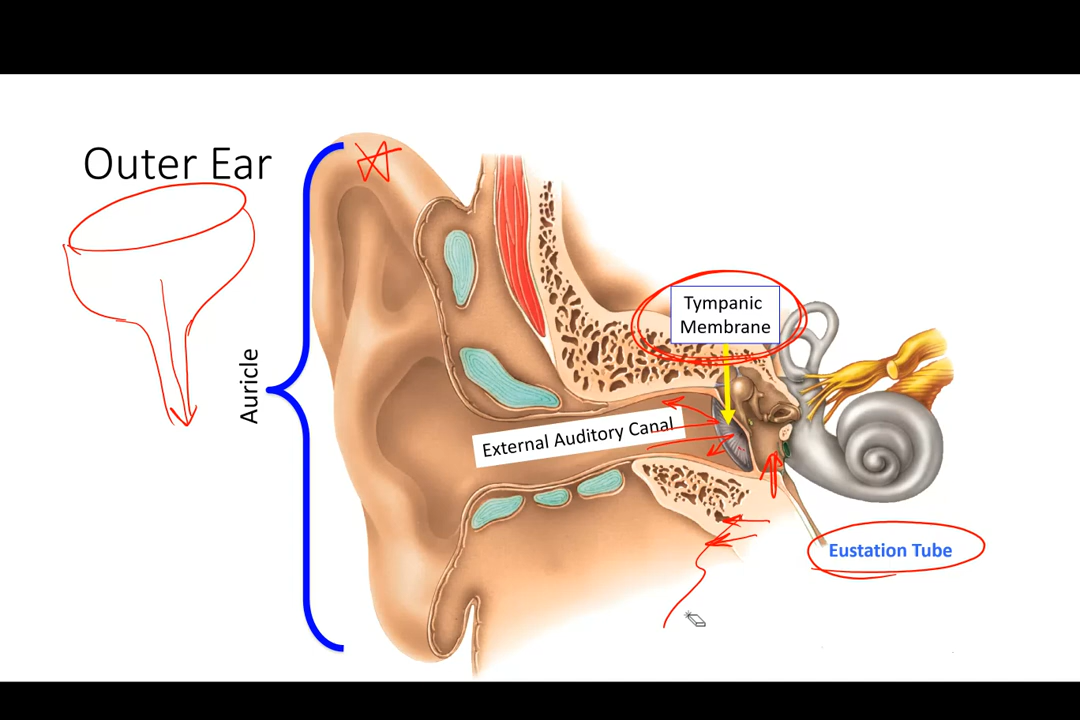 Outer Ear
Auricle
Tympanic
Membrane
External Auditory Canal
Eustation Tube